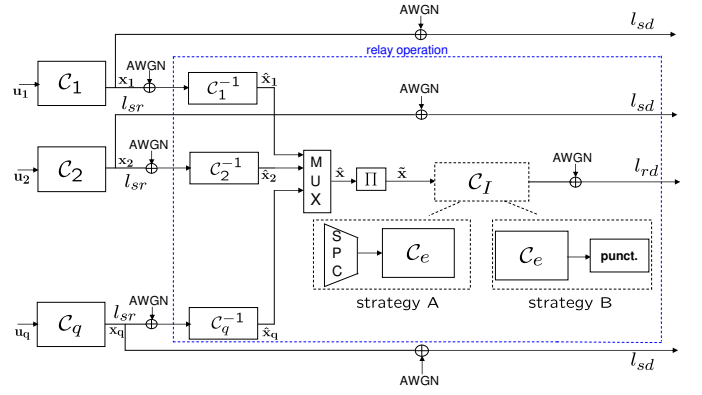 AWGN
l_sd
relay operation
AWGN
u_1
C_1
x_1
l_sr
C_1^{-1}
x̂_1
AWGN
l_sd
AWGN
u_2
C_2
x_2
l_sr
C_2^{-1}
x̂_2
MUX
x̂
Π
x̃
C_I
AWGN
l_rd
SPC
C_e
C_e
punct.
strategy A
strategy B
u_q
C_q
l_sr
x_q
AWGN
C_q^{-1}
x̂_q
l_sd
AWGN